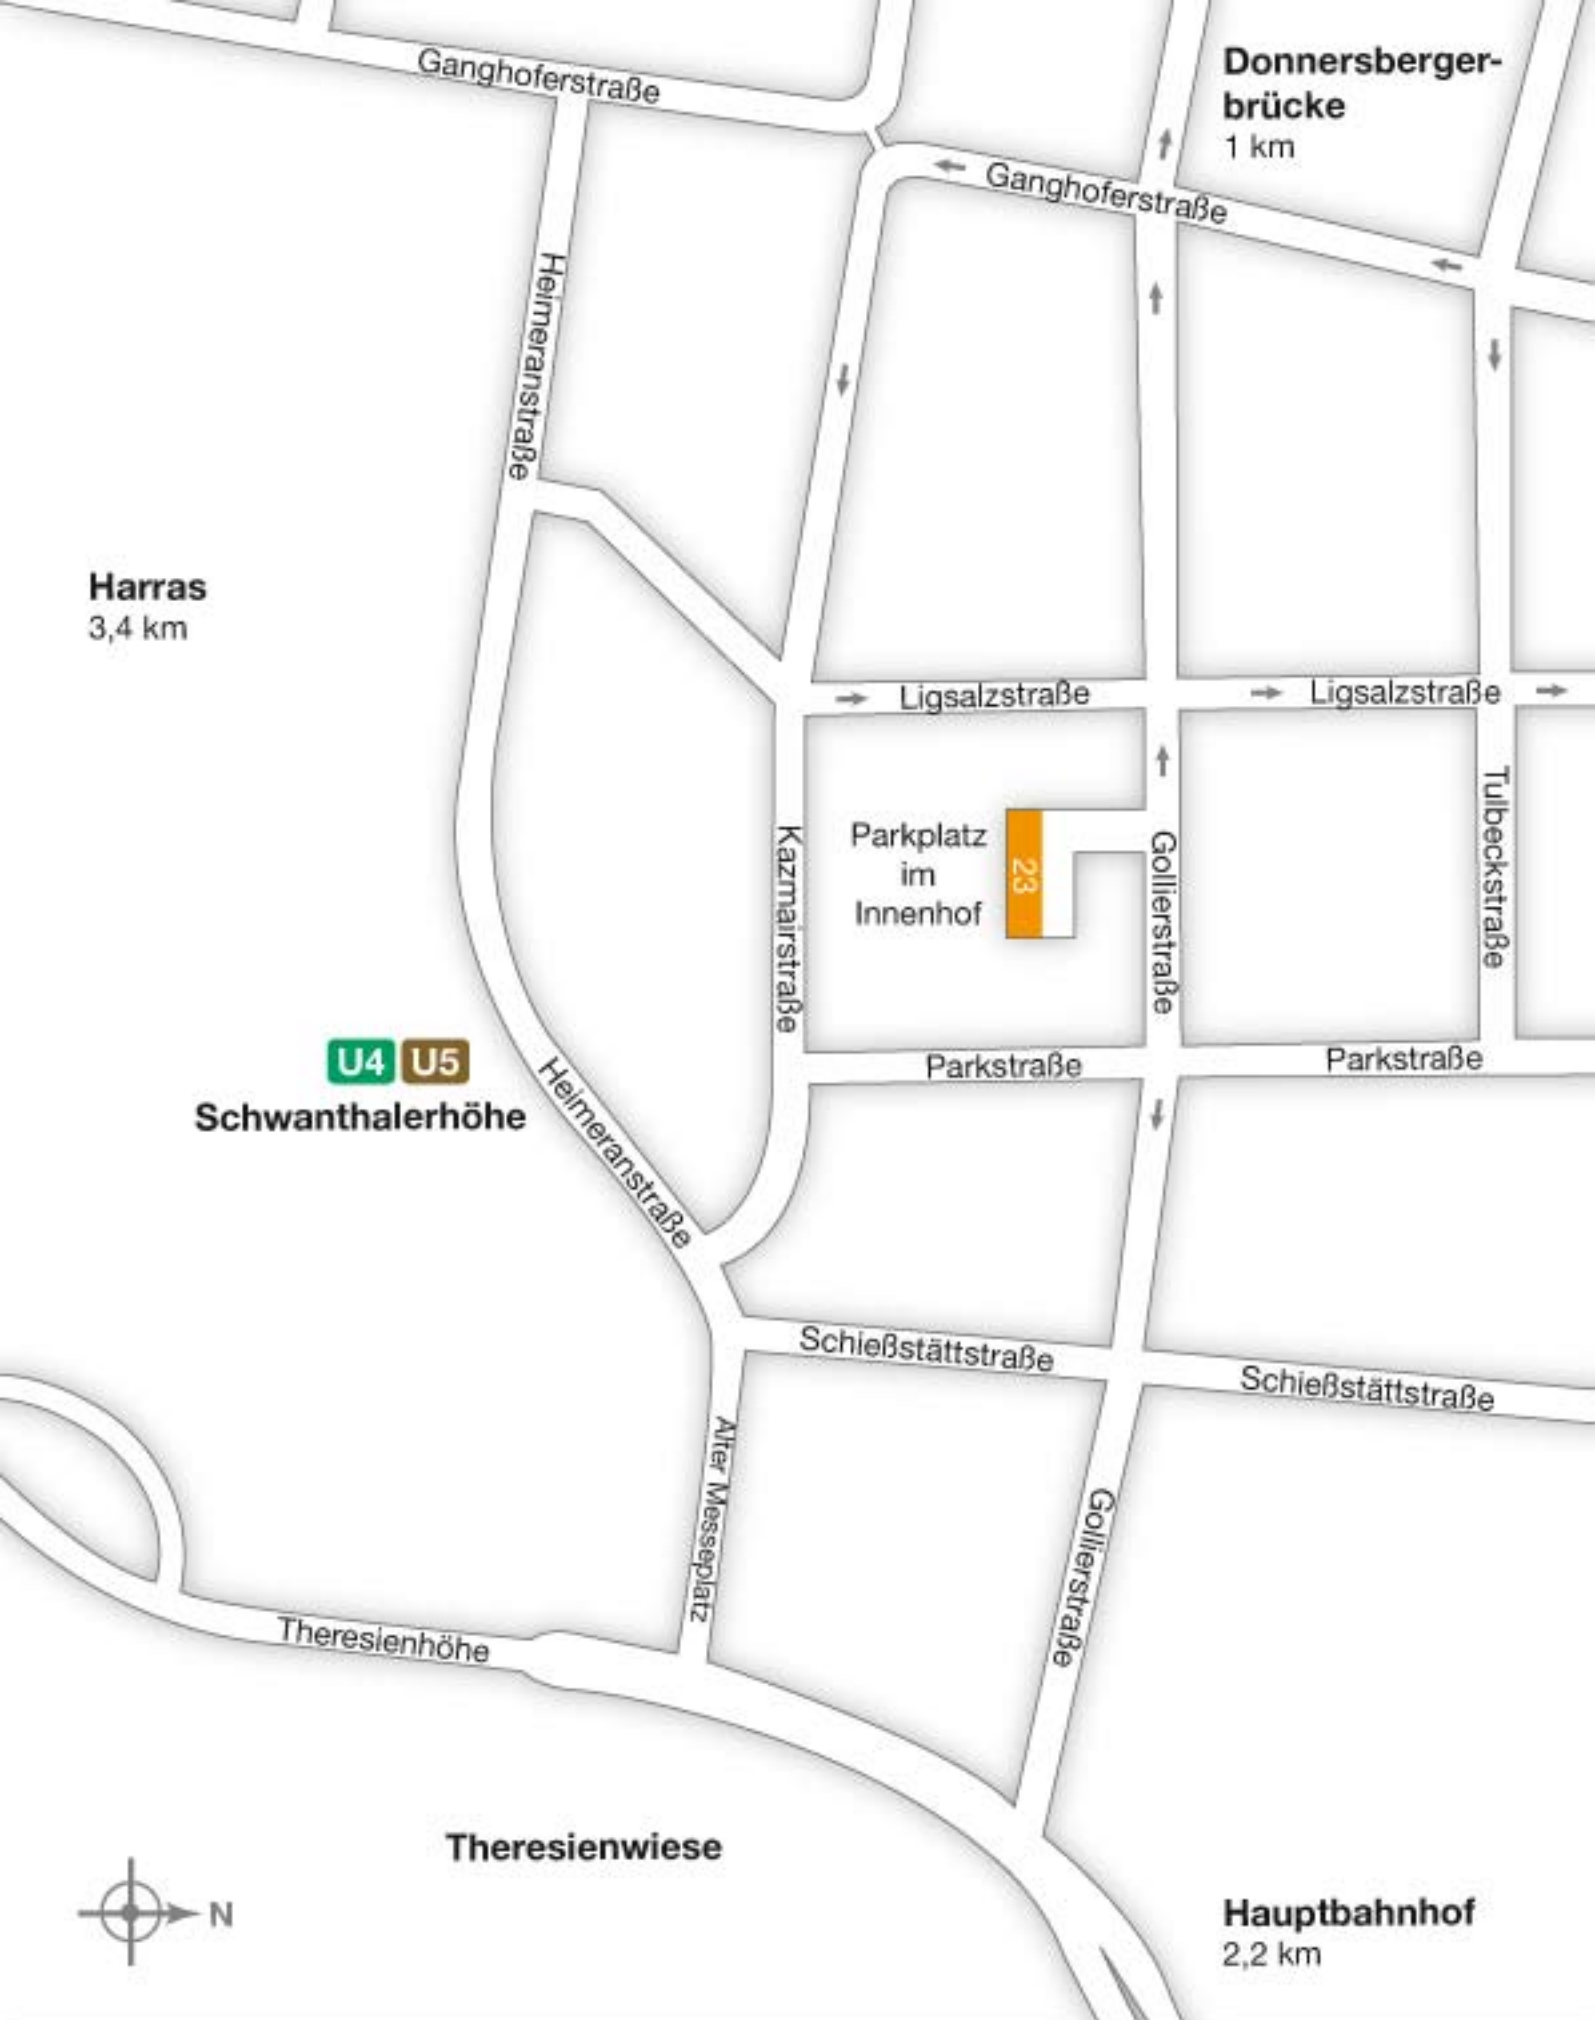 Ganghoferstraße
Donnersberger-
brücke
1 km
Ganghoferstraße
Heimeranstraße
Harras
3,4 km
Ligsalzstraße
Ligsalzstraße
Parkplatz
im
Innenhof
23
Kazmairstraße
Gollierstraße
Tulbeckstraße
U4 U5
Schwanthalerhöhe
Heimeranstraße
Parkstraße
Parkstraße
Schießstättstraße
Schießstättstraße
Alter Messeplatz
Gollierstraße
Theresienhöhe
Theresienwiese
N
Hauptbahnhof
2,2 km